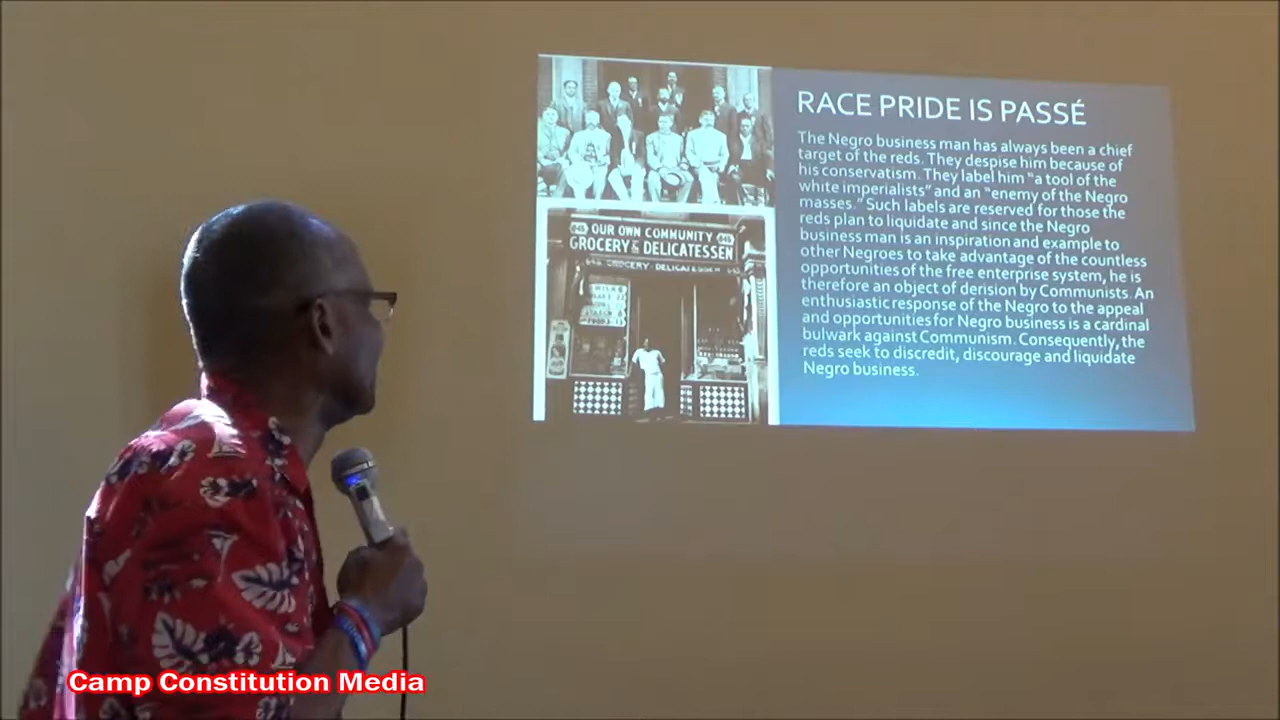 RACE PRIDE IS PASSÉ
The Negro business man has always been a chief
target of the reds. They despise him because of
his conservatism. They label him "a tool of the
white imperialists" and an "enemy of the Negro
masses." Such labels are reserved for those the
reds plan to liquidate and since the Negro
business man is an inspiration and example to
other Negroes to take advantage of the countless
opportunities of the free enterprise system, he is
therefore an object of derision by Communists. An
enthusiastic response of the Negro to the appeal
and opportunities for Negro business is a cardinal
bulwark against Communism. Consequently, the
reds seek to discredit, discourage and liquidate
Negro business.
645 OUR OWN COMMUNITY 645
GROCERY & DELICATESSEN
GROCERY - DELICATESSEN
Camp Constitution Media